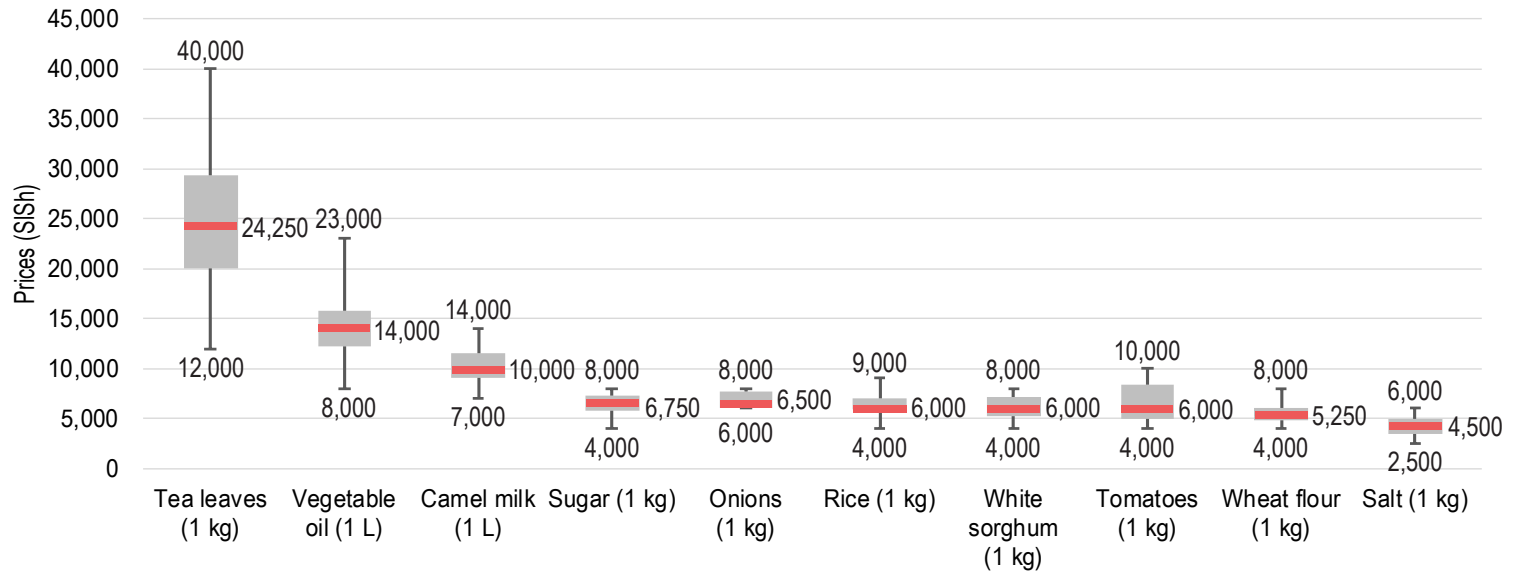 Prices (SlSh)
45,000
40,000
35,000
30,000
25,000
20,000
15,000
10,000
5,000
0
40,000
24,250
12,000
23,000
14,000
8,000
14,000
10,000
7,000
8,000
6,750
4,000
8,000
6,500
6,000
9,000
6,000
4,000
8,000
6,000
4,000
10,000
6,000
4,000
8,000
5,250
4,000
6,000
4,500
2,500
Tea leaves
(1 kg)
Vegetable
oil (1 L)
Camel milk
(1 L)
Sugar (1 kg)
Onions
(1 kg)
Rice (1 kg)
White
sorghum
(1 kg)
Tomatoes
(1 kg)
Wheat flour
(1 kg)
Salt (1 kg)